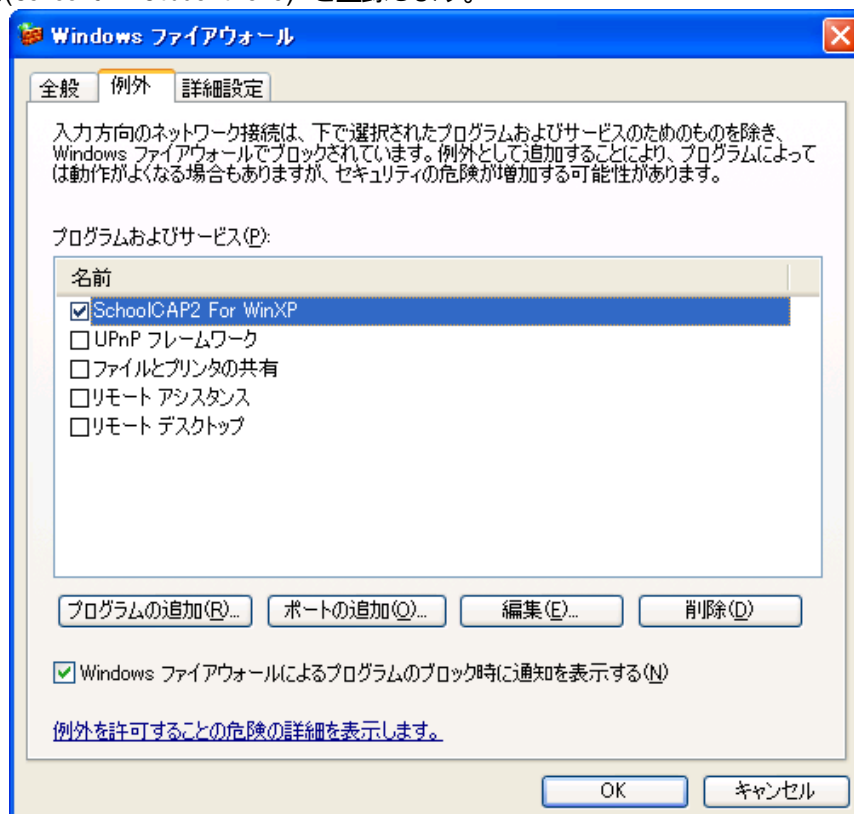 を登録します。
Windows ファイアウォール
全般 例外 詳細設定
入力方向のネットワーク接続は、下で選択されたプログラムおよびサービスのためのものを除き、
Windows ファイアウォールでブロックされています。例外として追加することにより、プログラムによって
は動作がよくなる場合もありますが、セキュリティの危険が増加する可能性があります。
プログラムおよびサービス(P):
名前
SchoolCAP2 For WinXP
UPnP フレームワーク
ファイルとプリンタの共有
リモート アシスタンス
リモート デスクトップ
プログラムの追加(R)... ポートの追加(O)... 編集(E)... 削除(D)
Windows ファイアウォールによるプログラムのブロック時に通知を表示する(N)
例外を許可することの危険の詳細を表示します。
OK キャンセル